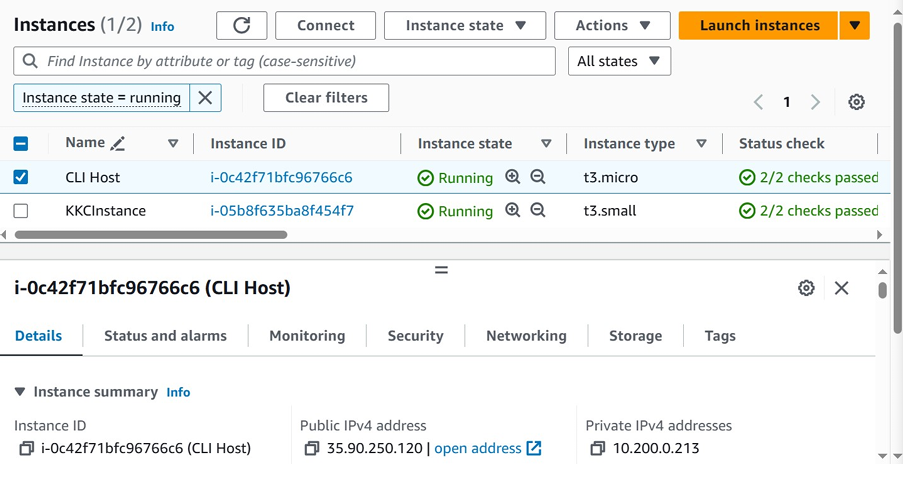 Instances (1/2) Info Connect Instance state Actions Launch instances
Find Instance by attribute or tag (case-sensitive) All states
Instance state = running Clear filters 1
Name Instance ID Instance state Instance type Status check
CLI Host i-0c42f71bfc96766c6 Running t3.micro 2/2 checks passed
KKCInstance i-05b8f635ba8f454f7 Running t3.small 2/2 checks passed
i-0c42f71bfc96766c6 (CLI Host)
Details Status and alarms Monitoring Security Networking Storage Tags
Instance summary Info
Instance ID Public IPv4 address Private IPv4 addresses
i-0c42f71bfc96766c6 (CLI Host) 35.90.250.120 | open address 10.200.0.213